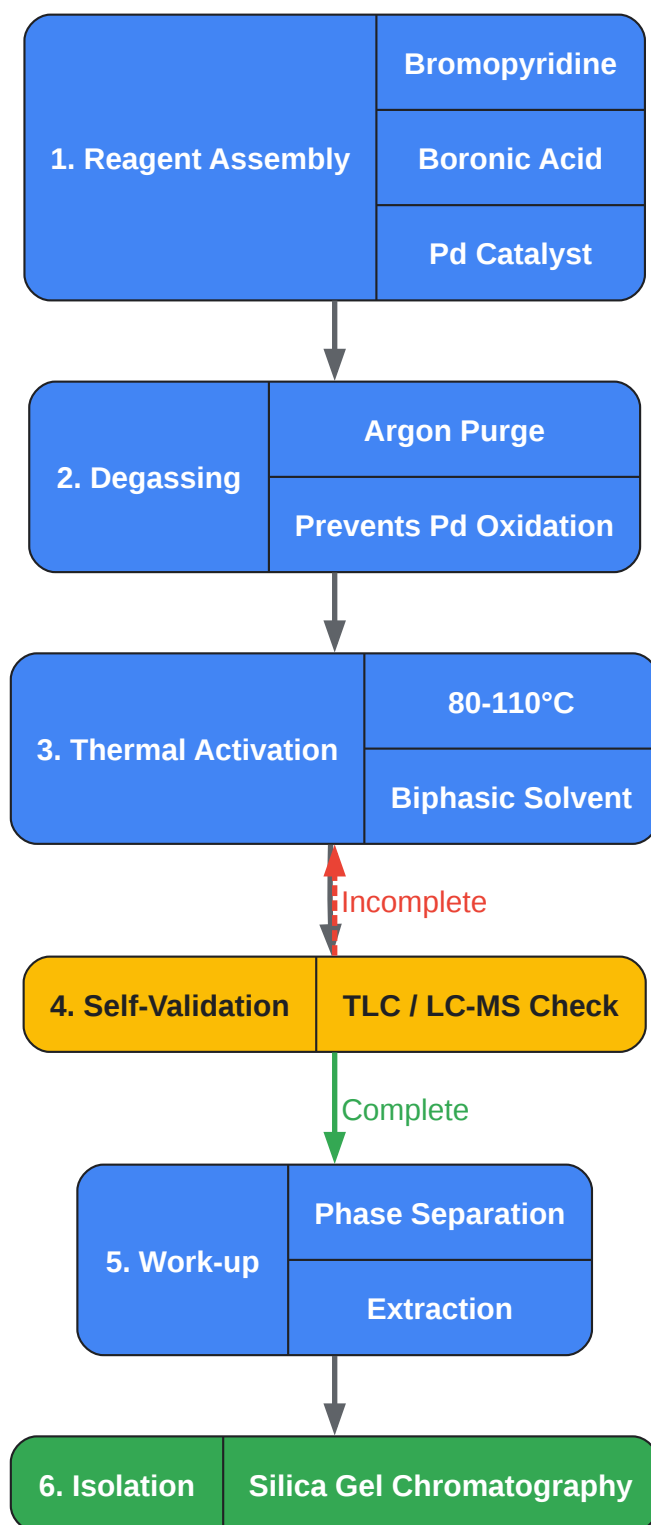 1. Reagent Assembly
Bromopyridine
Boronic Acid
Pd Catalyst
2. Degassing
Argon Purge
Prevents Pd Oxidation
3. Thermal Activation
80-110°C
Biphasic Solvent
Incomplete
4. Self-Validation
TLC / LC-MS Check
Complete
5. Work-up
Phase Separation
Extraction
6. Isolation
Silica Gel Chromatography